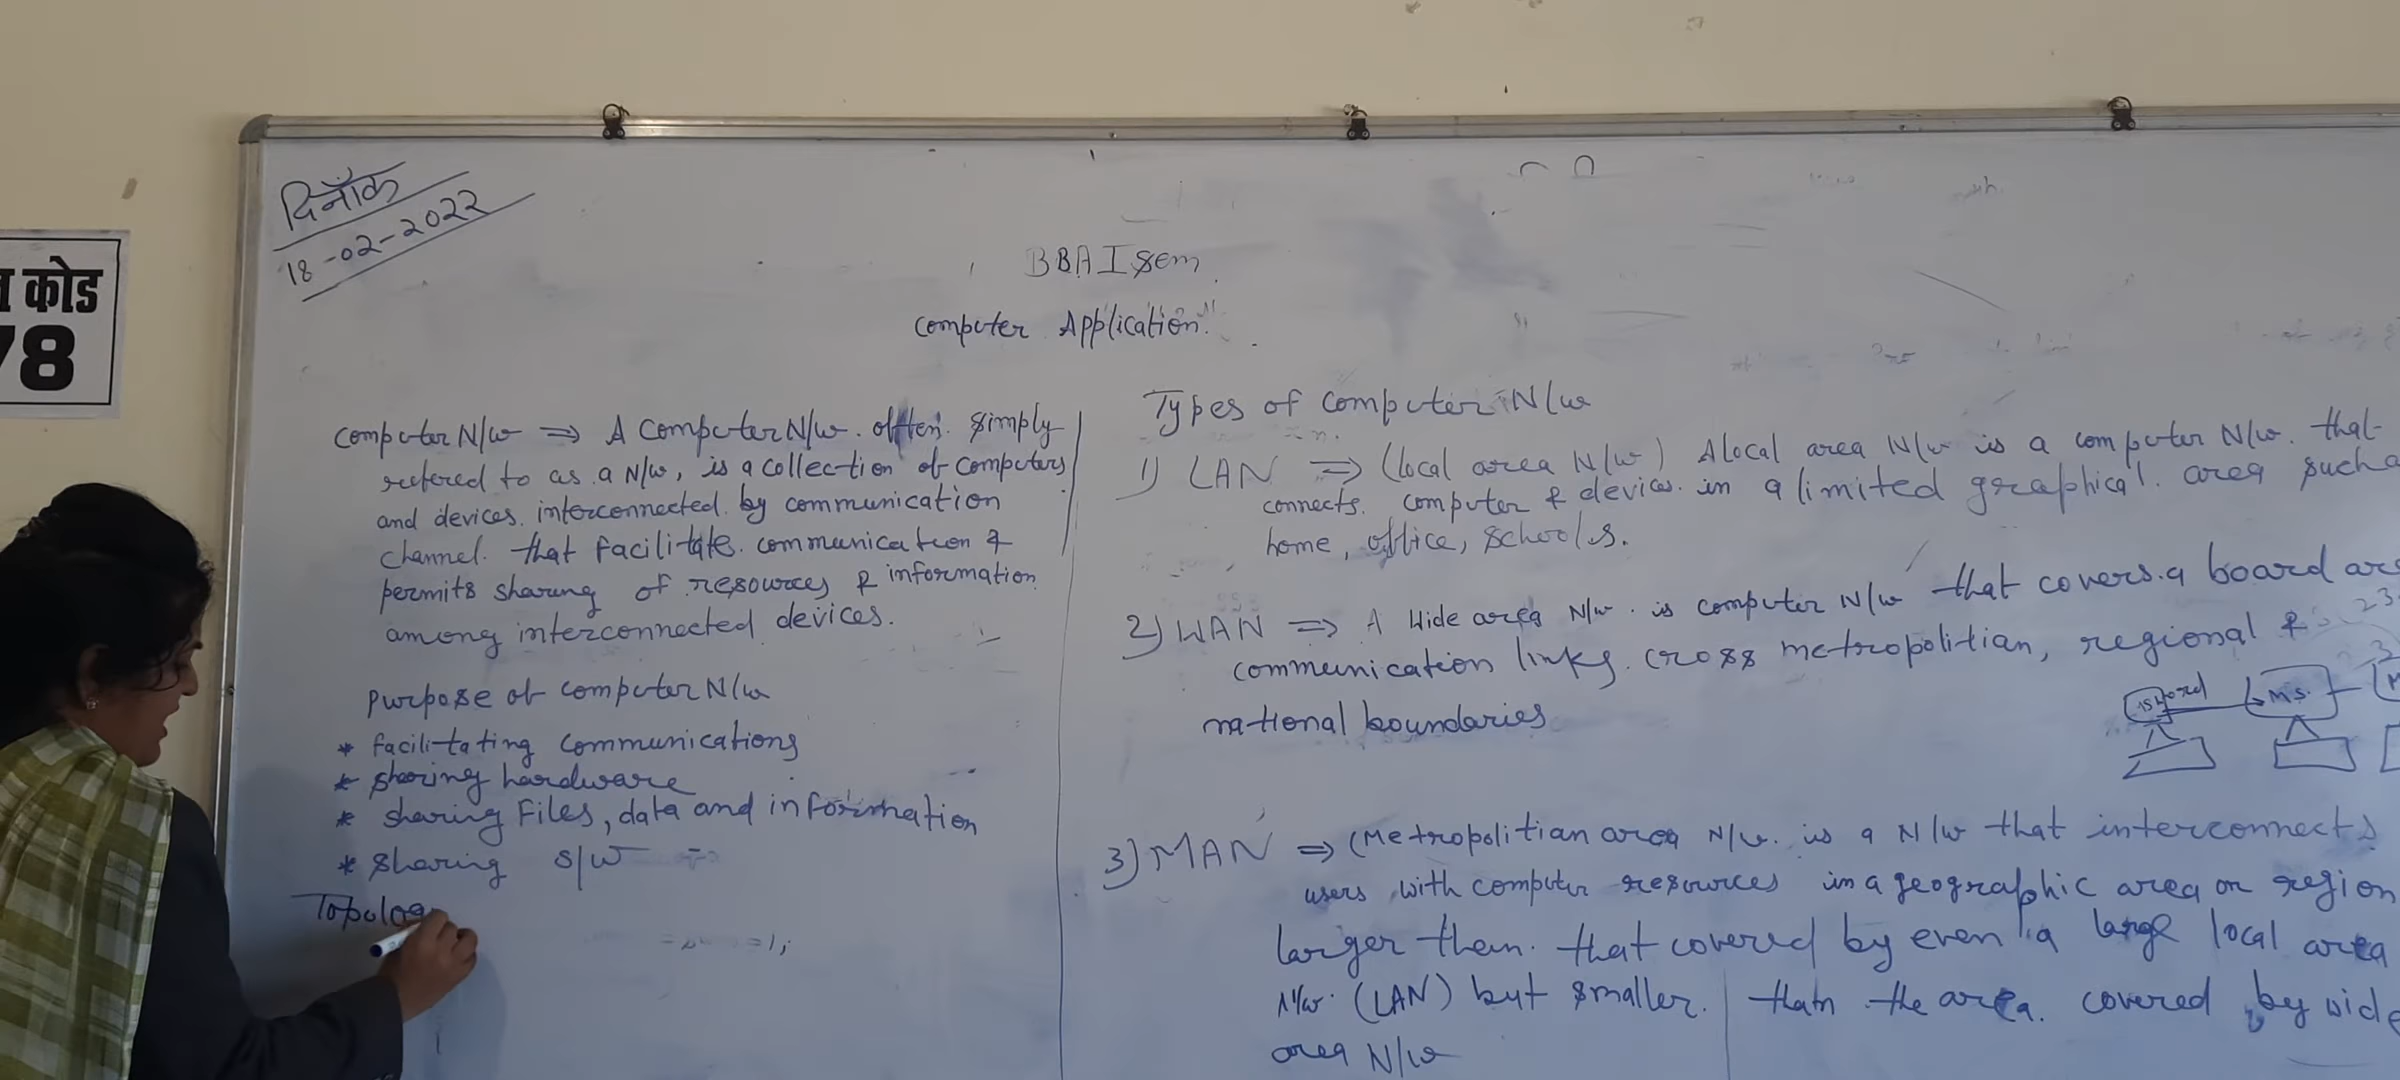 दिनाँक
18-02-2022
ल कोड
78
BBA I sem
computer Application
computer N/w ⇒ A computer N/w. often simply
refered to as a N/w, is a collection of computers
and devices interconnected by communication
channel. that facilitates communication &
permits sharing of resources & information
among interconnected devices.
purpose of computer N/w
* facilitating communications
* sharing hardware
* sharing Files, data and information
* sharing s/w
Topolog
Types of computer N/w
1) LAN ⇒ (local area N/w) A local area N/w is a computer N/w. that
connects computer & devices in a limited graphical area such a
home, office, schools.
2) WAN ⇒ A Wide area N/w is computer N/w that covers a board are
communication links cross metropolitian, regional &
national boundaries
M.S.
3) MAN ⇒ (Metropolitian area N/w. is a N/w that interconnects
users with computer resources in a geographic area or region
larger then that covered by even a large local area
N/w. (LAN) but smaller than the area covered by wide
area N/w